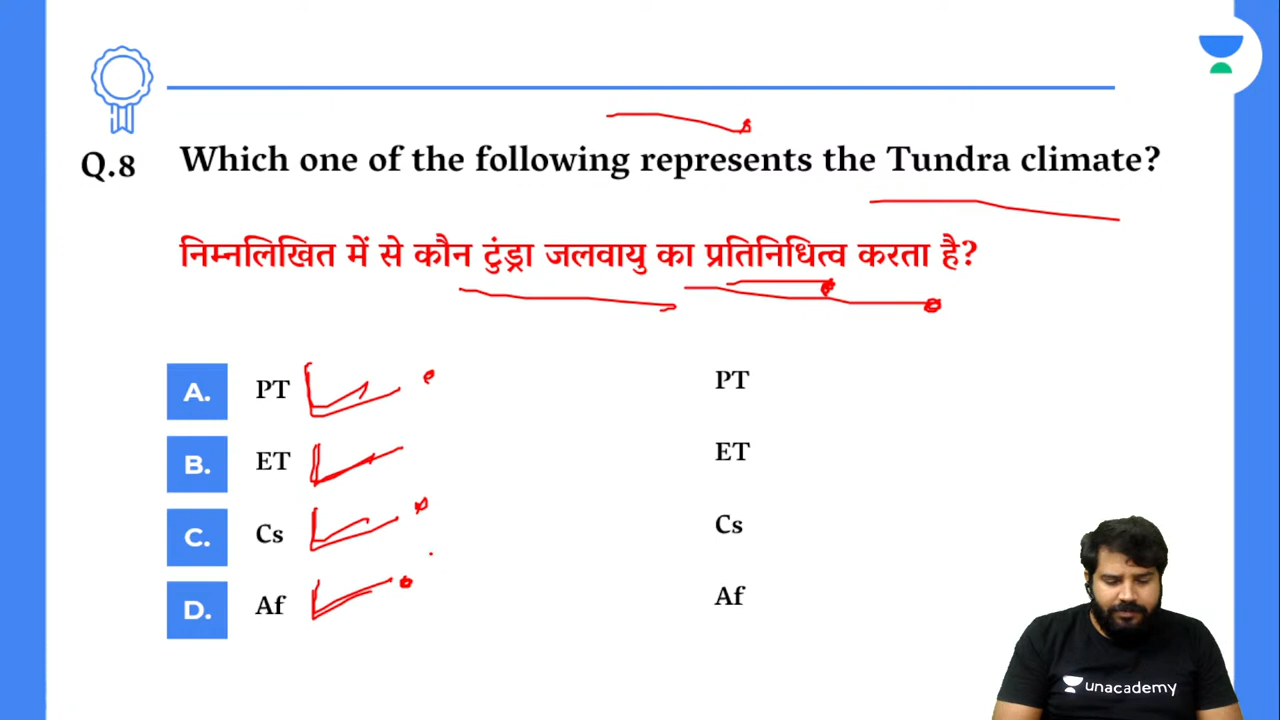 Q.8 Which one of the following represents the Tundra climate?
निम्नलिखित में से कौन टुंड्रा जलवायु का प्रतिनिधित्व करता है?
A. PT PT
B. ET ET
C. Cs Cs
D. Af Af
unacademy